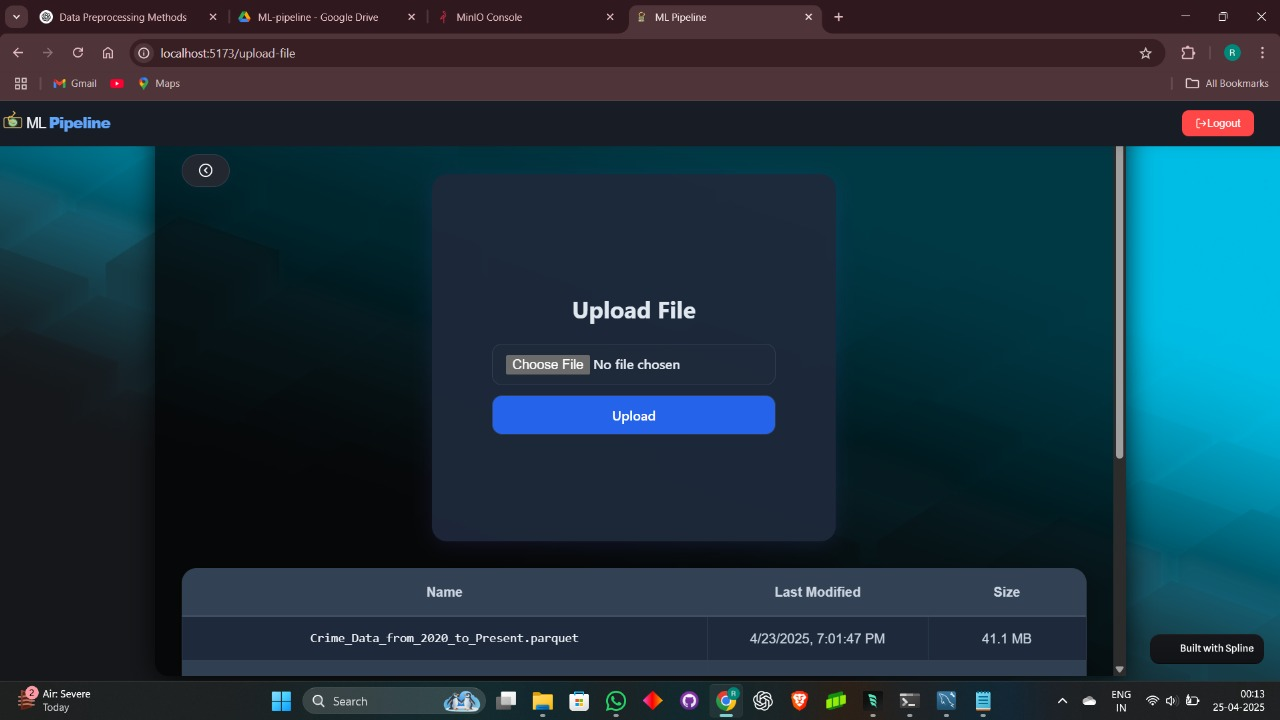 Data Preprocessing Methods
ML-pipeline - Google Drive
MinIO Console
ML Pipeline
localhost:5173/upload-file
R
Gmail
Maps
All Bookmarks
ML Pipeline
Logout
Upload File
Choose File No file chosen
Upload
Name Last Modified Size
Crime_Data_from_2020_to_Present.parquet 4/23/2025, 7:01:47 PM 41.1 MB
Built with Spline
2
Air: Severe
Today
Search
R
ENG
IN
00:13
25-04-2025